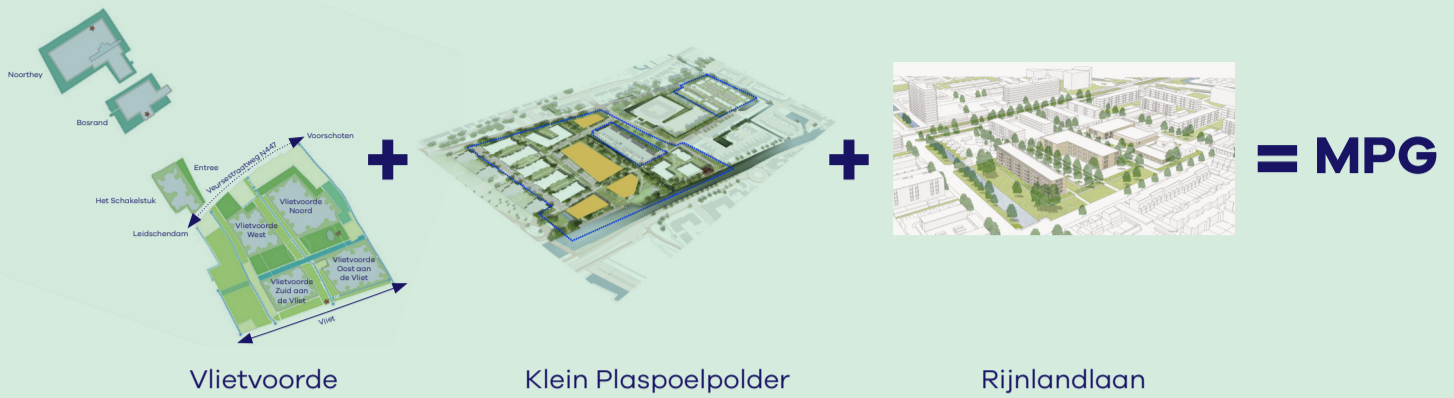 Noorthey
Bosrand
Voorschoten
Veursestraatweg N447
Entree
Het Schakelstuk
Leidschendam
Vlietvoorde
Noord
Vlietvoorde
West
Vlietvoorde
Oost aan
de Vliet
Vlietvoorde
Zuid aan
de Vliet
Vliet
+
+
= MPG
Vlietvoorde
Klein Plaspoelpolder
Rijnlandlaan